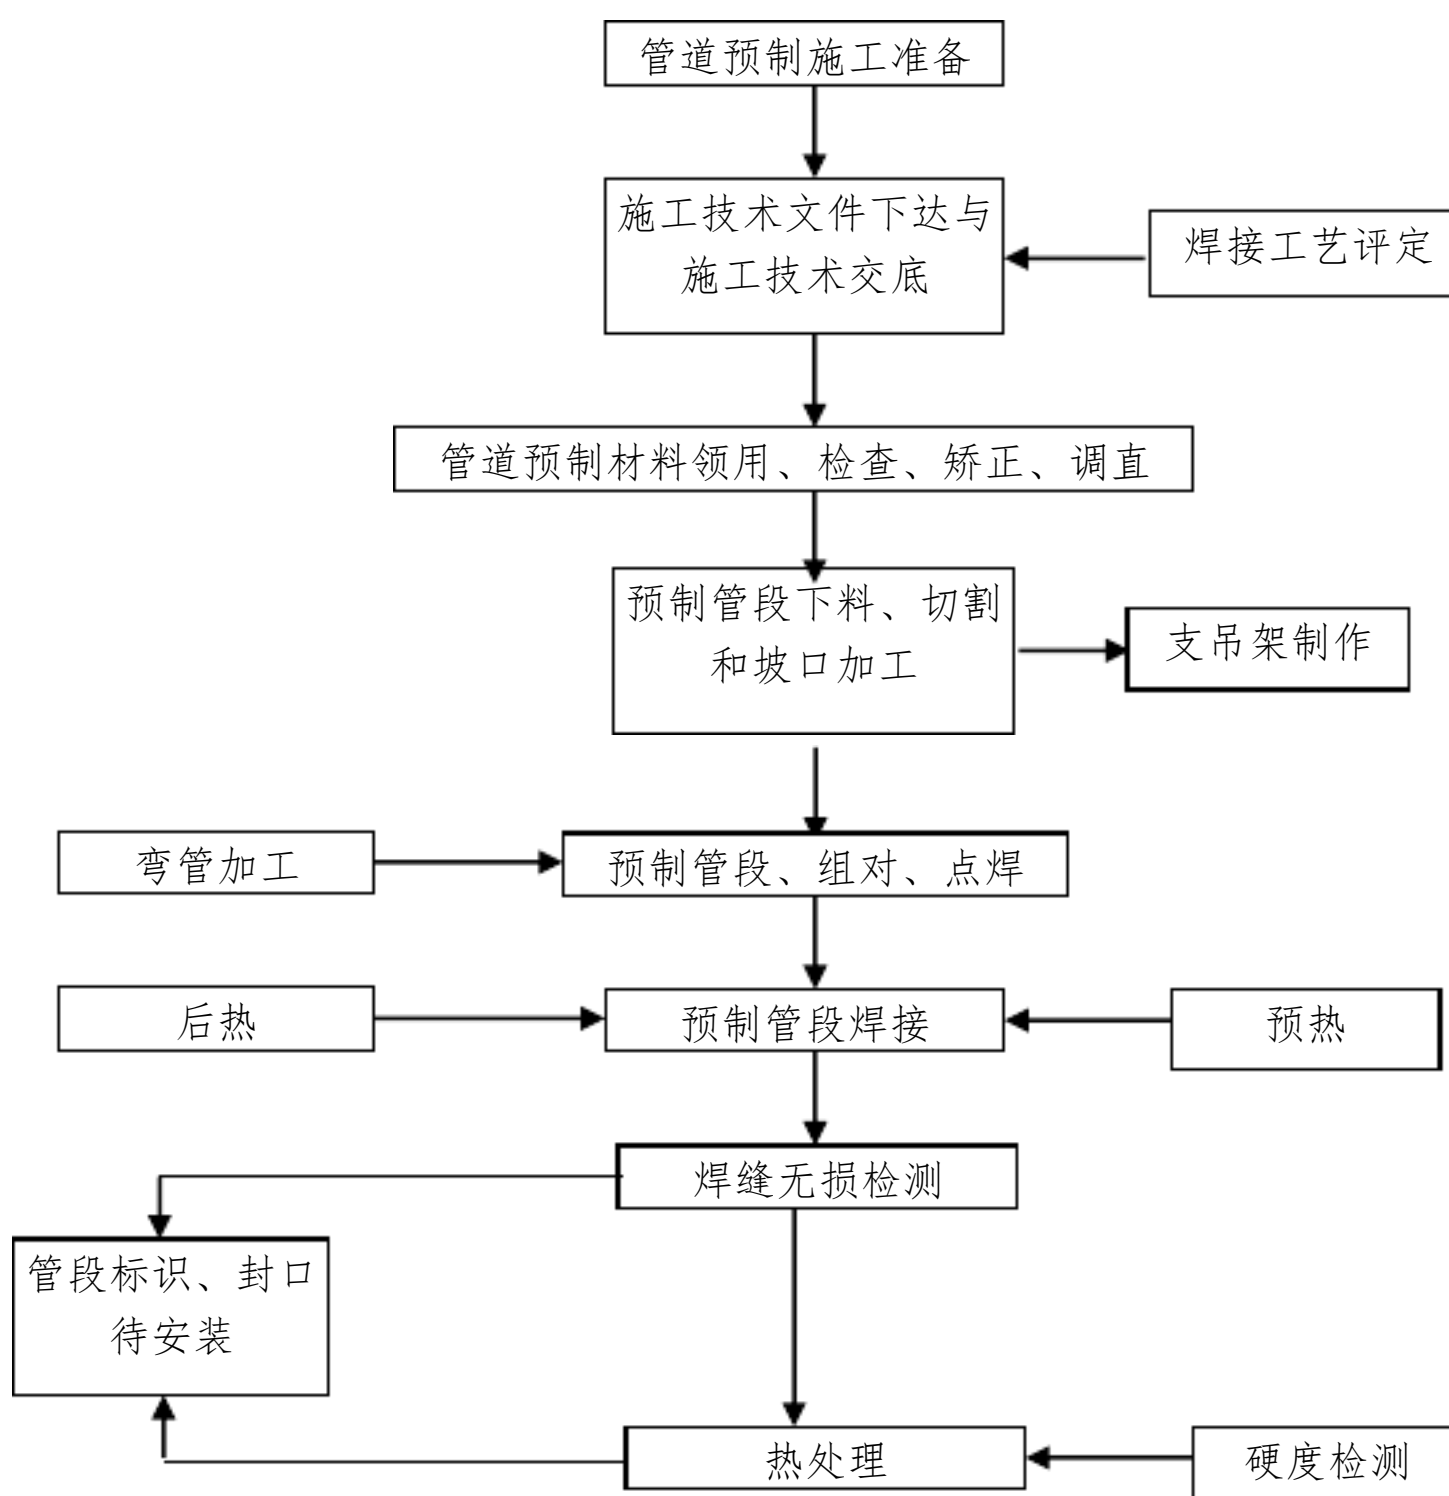 管道预制施工准备
施工技术文件下达与
施工技术交底
焊接工艺评定
管道预制材料领用、检查、矫正、调直
预制管段下料、切割
和坡口加工
支吊架制作
弯管加工
预制管段、组对、点焊
后热
预制管段焊接
预热
焊缝无损检测
管段标识、封口
待安装
热处理
硬度检测